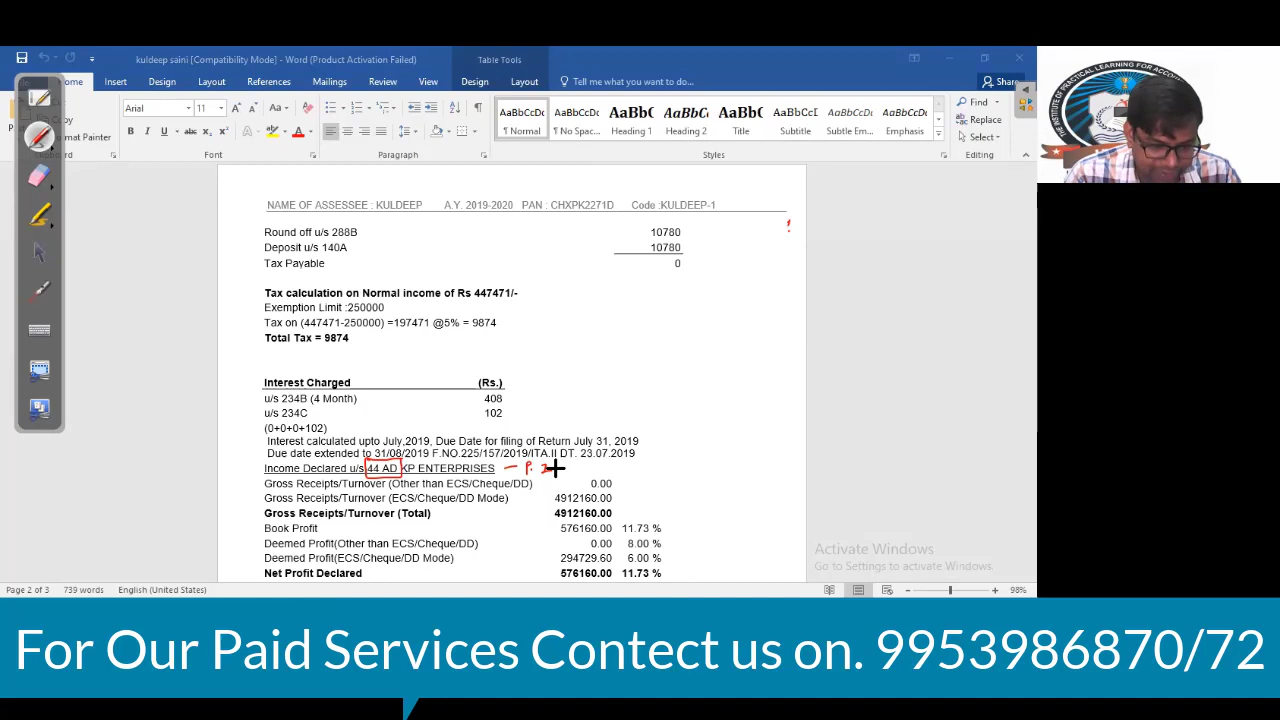 kuldeep saini [Compatibility Mode] - Word (Product Activation Failed)
Table Tools
Insert Design Layout References Mailings Review View Design Layout Tell me what you want to do... Share
Format Painter
Arial 11
AaBbCcDc AaBbCcDc AaBb( AaBbCc AaB( AaBbCcC AaBbCcDc AaBbCcDc
¶ Normal ¶ No Spac... Heading 1 Heading 2 Title Subtitle Subtle Em... Emphasis
Find
Replace
Select
Font Paragraph Styles Editing
NAME OF ASSESSEE : KULDEEP A.Y. 2019-2020 PAN : CHXPK2271D Code :KULDEEP-1
Round off u/s 288B 10780
Deposit u/s 140A 10780
Tax Payable 0
Tax calculation on Normal income of Rs 447471/-
Exemption Limit :250000
Tax on (447471-250000) =197471 @5% = 9874
Total Tax = 9874
Interest Charged (Rs.)
u/s 234B (4 Month) 408
u/s 234C 102
(0+0+0+102)
Interest calculated upto July,2019, Due Date for filing of Return July 31, 2019
Due date extended to 31/08/2019 F.NO.225/157/2019/ITA.II DT. 23.07.2019
Income Declared u/s 44 AD KP ENTERPRISES — P.
Gross Receipts/Turnover (Other than ECS/Cheque/DD) 0.00
Gross Receipts/Turnover (ECS/Cheque/DD Mode) 4912160.00
Gross Receipts/Turnover (Total) 4912160.00
Book Profit 576160.00 11.73 %
Deemed Profit(Other than ECS/Cheque/DD) 0.00 8.00 %
Deemed Profit(ECS/Cheque/DD Mode) 294729.60 6.00 %
Net Profit Declared 576160.00 11.73 %
Activate Windows
Go to Settings to activate Windows.
Page 2 of 3 739 words English (United States) 98%
For Our Paid Services Contect us on. 9953986870/72